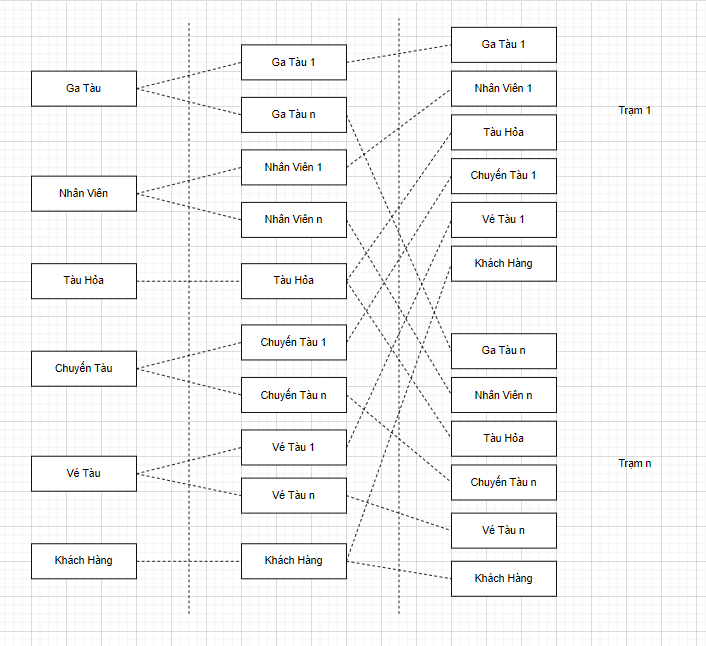 Ga Tàu
Nhân Viên
Tàu Hỏa
Chuyến Tàu
Vé Tàu
Khách Hàng
Ga Tàu 1
Ga Tàu n
Nhân Viên 1
Nhân Viên n
Tàu Hỏa
Chuyến Tàu 1
Chuyến Tàu n
Vé Tàu 1
Vé Tàu n
Khách Hàng
Ga Tàu 1
Nhân Viên 1
Tàu Hỏa
Chuyến Tàu 1
Vé Tàu 1
Khách Hàng
Trạm 1
Ga Tàu n
Nhân Viên n
Tàu Hỏa
Chuyến Tàu n
Vé Tàu n
Khách Hàng
Trạm n